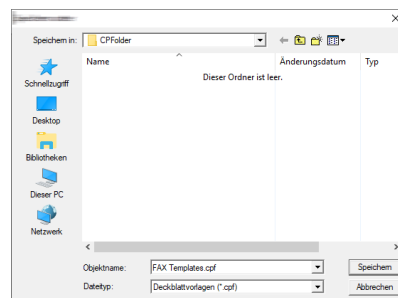 Speichern in: CPFolder
Name Änderungsdatum Typ
Dieser Ordner ist leer.
Schnellzugriff
Desktop
Bibliotheken
Dieser PC
Netzwerk
Objektname: FAX Templates.cpf Speichern
Dateityp: Deckblattvorlagen (*.cpf) Abbrechen